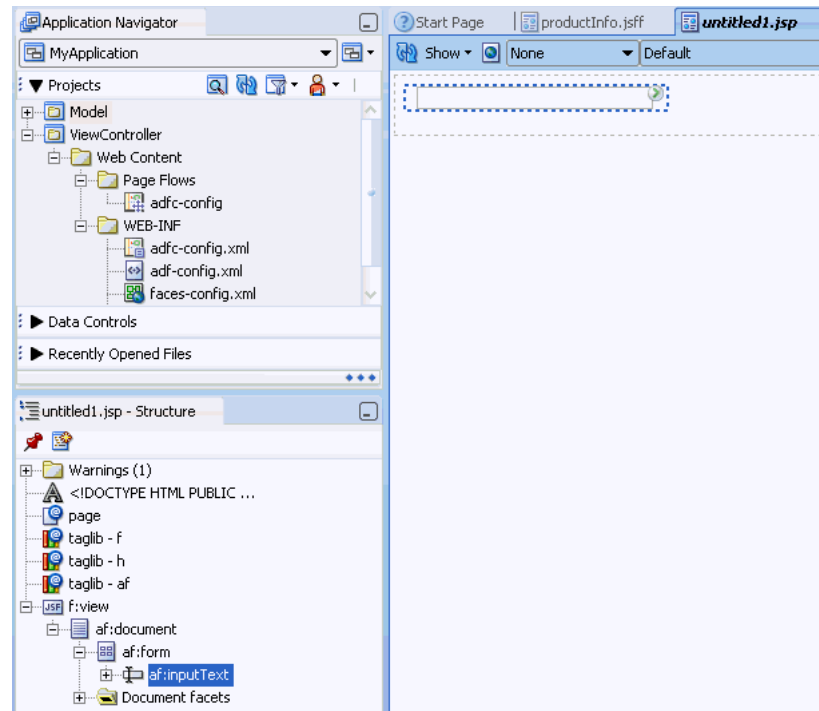 Application Navigator
MyApplication
Projects
Model
ViewController
Web Content
Page Flows
adfc-config
WEB-INF
adfc-config.xml
adf-config.xml
faces-config.xml
Data Controls
Recently Opened Files
untitled1.jsp - Structure
Warnings (1)
<!DOCTYPE HTML PUBLIC ...
page
taglib - f
taglib - h
taglib - af
JSF f:view
af:document
af:form
af:inputText
Document facets
Start Page productInfo.jsff untitled1.jsp
Show None Default